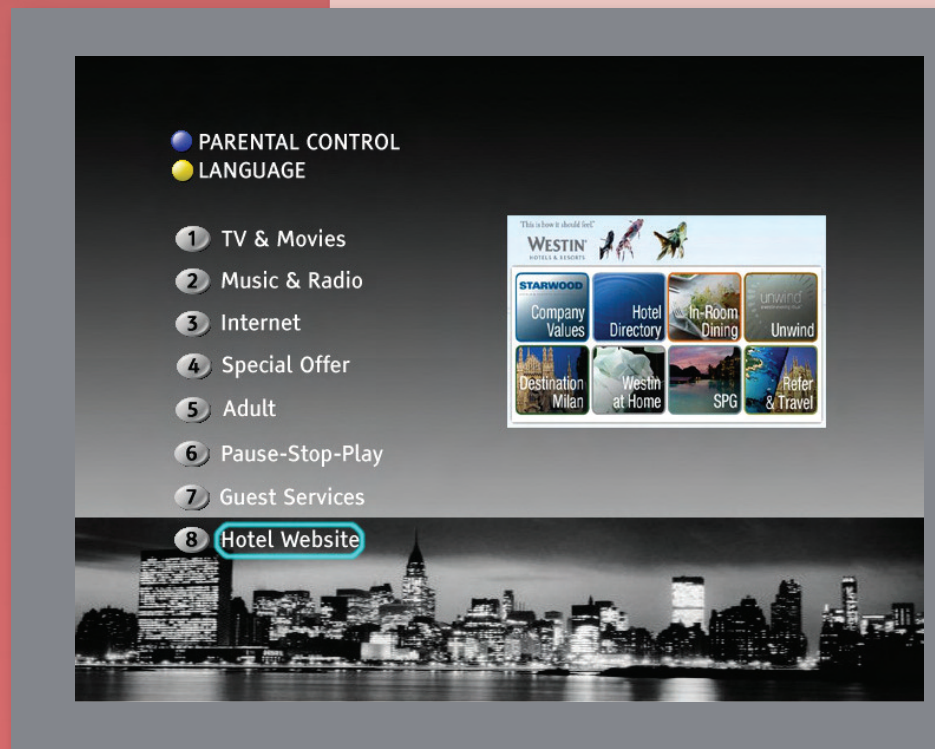 PARENTAL CONTROL
LANGUAGE
1 TV & Movies
2 Music & Radio
3 Internet
4 Special Offer
5 Adult
6 Pause-Stop-Play
7 Guest Services
8 Hotel Website
This is how it should feel.™
WESTIN®
HOTELS & RESORTS
STARWOOD
Company
Values
Hotel
Directory
In-Room
Dining
unwind
Unwind
Destination
Milan
Westin
at Home
SPG
Refer
& Travel